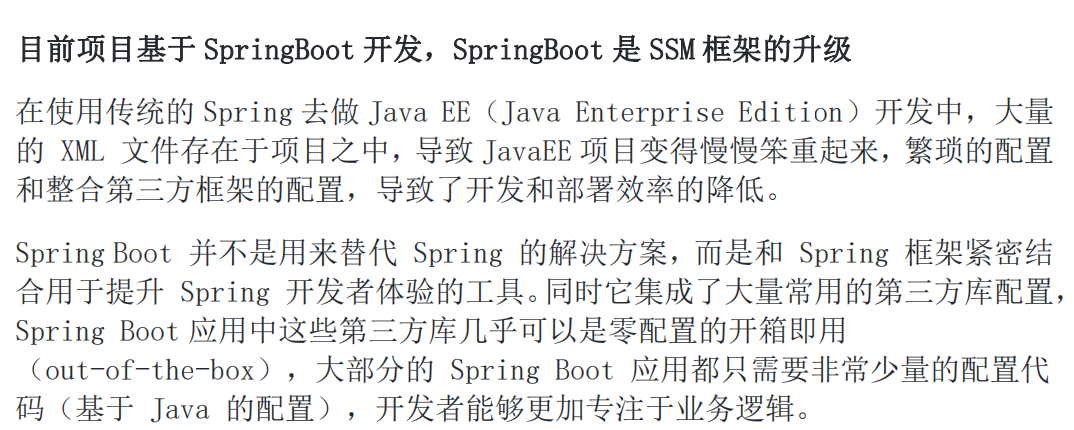 目前项目基于 SpringBoot 开发，SpringBoot 是 SSM 框架的升级
在使用传统的 Spring 去做 Java EE（Java Enterprise Edition）开发中，大量
的 XML 文件存在于项目之中，导致 JavaEE 项目变得慢慢笨重起来，繁琐的配置
和整合第三方框架的配置，导致了开发和部署效率的降低。
Spring Boot 并不是用来替代 Spring 的解决方案，而是和 Spring 框架紧密结
合用于提升 Spring 开发者体验的工具。同时它集成了大量常用的第三方库配置，
Spring Boot 应用中这些第三方库几乎可以是零配置的开箱即用
（out-of-the-box），大部分的 Spring Boot 应用都只需要非常少量的配置代
码（基于 Java 的配置），开发者能够更加专注于业务逻辑。